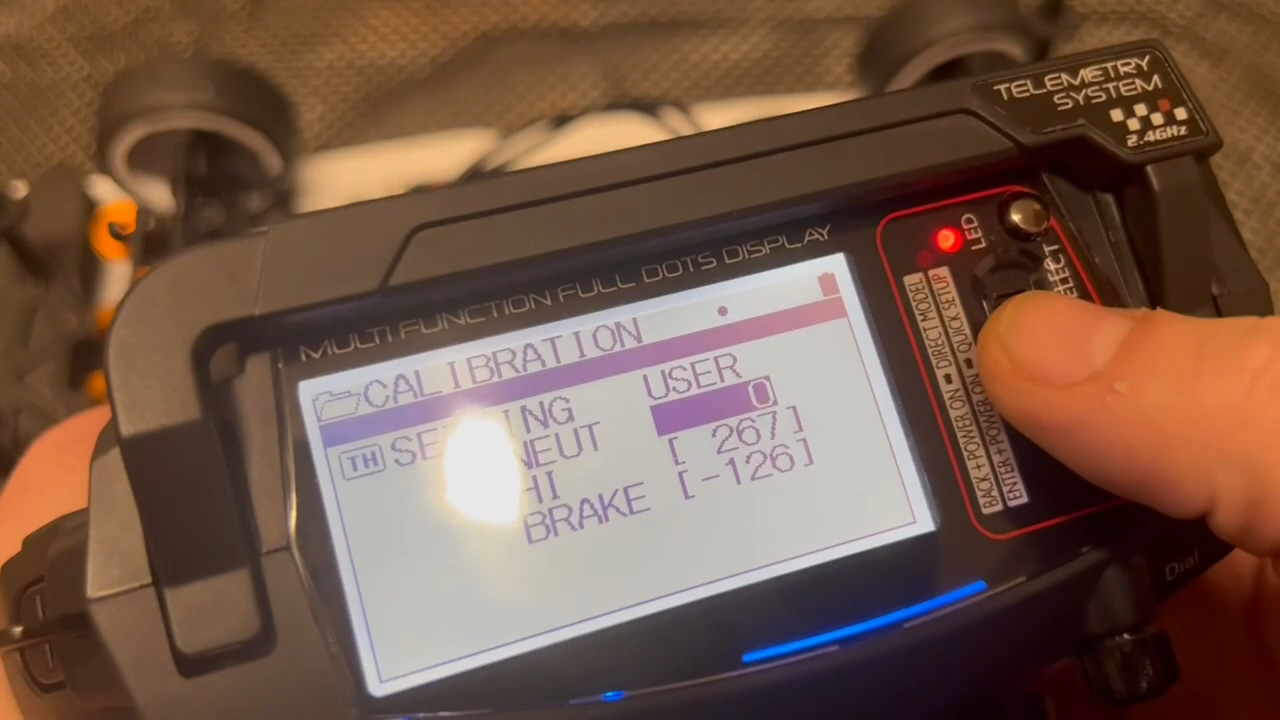 TELEMETRY
SYSTEM
2.4GHz
MULTI FUNCTION FULL DOTS DISPLAY
LED
CALIBRATION
USER
TH
NEUT 0
HI [ 267]
BRAKE [-126]
BACK+POWER ON DIRECT MODEL
ENTER+POWER ON QUICK SETUP
Dial